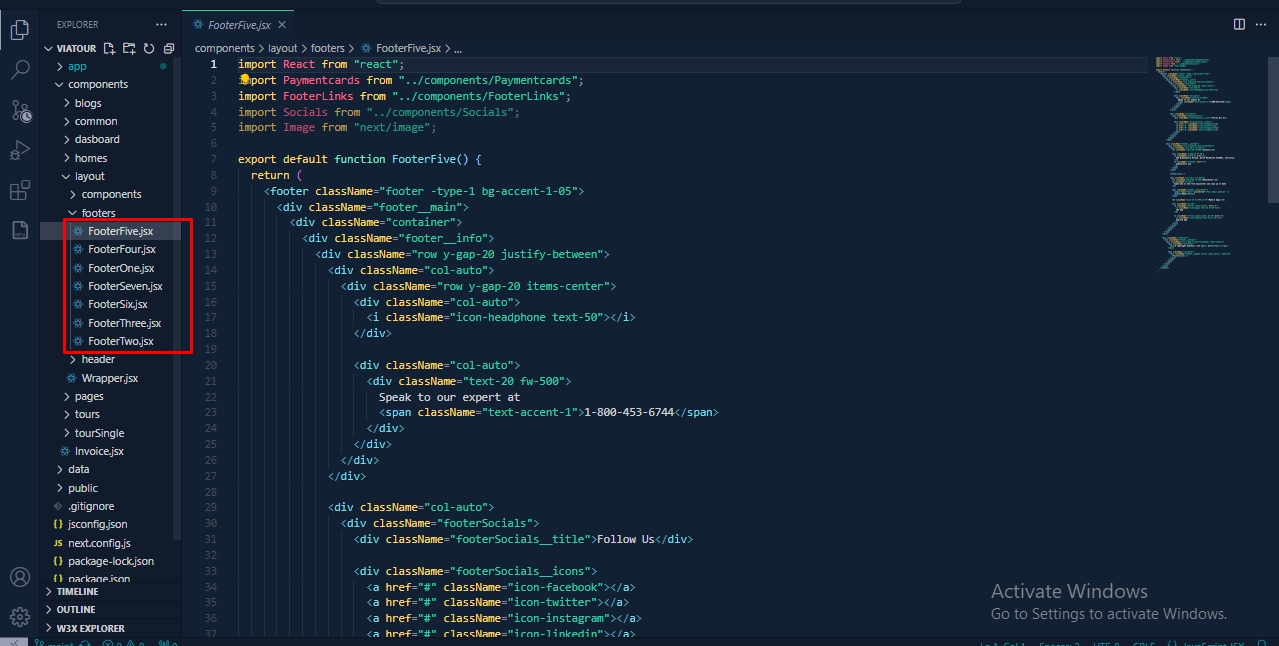 EXPLORER
VIATOUR
app
components
blogs
common
dasboard
homes
layout
components
footers
FooterFive.jsx
FooterFour.jsx
FooterOne.jsx
FooterSeven.jsx
FooterSix.jsx
FooterThree.jsx
FooterTwo.jsx
header
Wrapper.jsx
pages
tours
tourSingle
Invoice.jsx
data
public
.gitignore
jsconfig.json
JS next.config.js
package-lock.json
package.json
TIMELINE
OUTLINE
W3X EXPLORER
FooterFive.jsx
components > layout > footers > FooterFive.jsx > ...
1 import React from "react";
2 import Paymentcards from "../components/Paymentcards";
3 import FooterLinks from "../components/FooterLinks";
4 import Socials from "../components/Socials";
5 import Image from "next/image";
6
7 export default function FooterFive() {
8 return (
9 <footer className="footer -type-1 bg-accent-1-05">
10 <div className="footer__main">
11 <div className="container">
12 <div className="footer__info">
13 <div className="row y-gap-20 justify-between">
14 <div className="col-auto">
15 <div className="row y-gap-20 items-center">
16 <div className="col-auto">
17 <i className="icon-headphone text-50"></i>
18 </div>
19
20 <div className="col-auto">
21 <div className="text-20 fw-500">
22 Speak to our expert at
23 <span className="text-accent-1">1-800-453-6744</span>
24 </div>
25 </div>
26 </div>
27 </div>
28
29 <div className="col-auto">
30 <div className="footerSocials">
31 <div className="footerSocials__title">Follow Us</div>
32
33 <div className="footerSocials__icons">
34 <a href="#" className="icon-facebook"></a>
35 <a href="#" className="icon-twitter"></a>
36 <a href="#" className="icon-instagram"></a>
37 <a href="#" className="icon-linkedin"></a>
Activate Windows
Go to Settings to activate Windows.